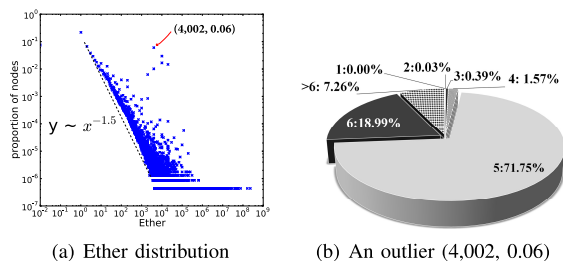 10^0
10^-1
10^-2
10^-3
10^-4
10^-5
10^-6
10^-7
proportion of nodes
(4,002, 0.06)
y ~ x^-1.5
10^-2 10^-1 10^0 10^1 10^2 10^3 10^4 10^5 10^6 10^7 10^8 10^9
Ether
(a) Ether distribution
1:0.00%
2:0.03%
3:0.39%
4: 1.57%
>6: 7.26%
6:18.99%
5:71.75%
(b) An outlier (4,002, 0.06)